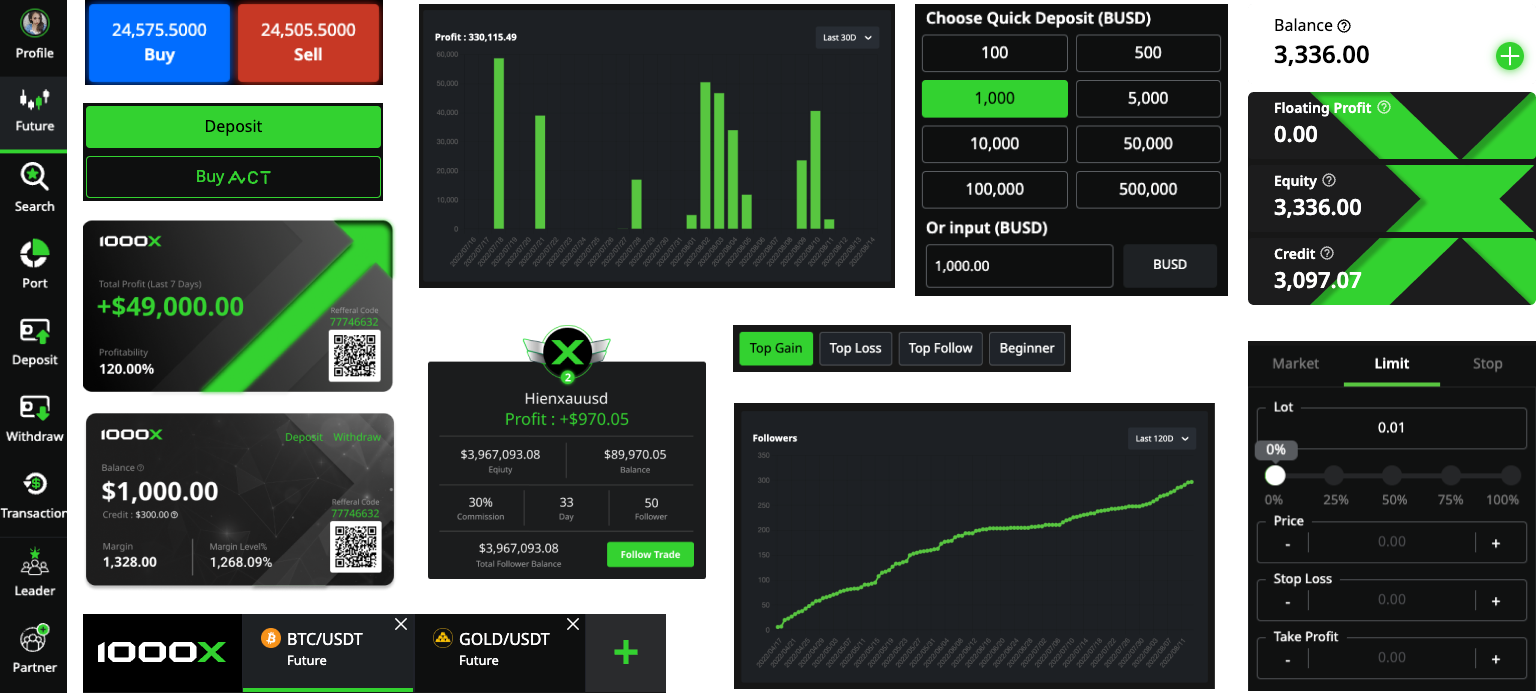 Profile
Future
Search
Port
Deposit
Withdraw
Transaction
Leader
Partner
24,575.5000
Buy
24,505.5000
Sell
Deposit
Buy ACT
1000X
Total Profit (Last 7 Days)
+$49,000.00
Refferal Code
77746632
Profitability
120.00%
1000X
Deposit Withdraw
Balance
$1,000.00
Credit : $300.00
Refferal Code
77746632
Margin
1,328.00
Margin Level%
1,268.09%
1000X
BTC/USDT
Future
GOLD/USDT
Future
+
Profit : 330,115.49
Last 30D
60,000
50,000
40,000
30,000
20,000
10,000
0
2
Hienxauusd
Profit : +$970.05
$3,967,093.08
Eqiuty
$89,970.05
Balance
30%
Commission
33
Day
50
Follower
$3,967,093.08
Total Follower Balance
Follow Trade
Choose Quick Deposit (BUSD)
100
500
1,000
5,000
10,000
50,000
100,000
500,000
Or input (BUSD)
1,000.00
BUSD
Top Gain
Top Loss
Top Follow
Beginner
Followers
Last 120D
350
300
250
200
150
100
50
0
Balance
3,336.00
Floating Profit
0.00
Equity
3,336.00
Credit
3,097.07
Market
Limit
Stop
Lot
0.01
0%
0% 25% 50% 75% 100%
Price
- 0.00 +
Stop Loss
- 0.00 +
Take Profit
- 0.00 +